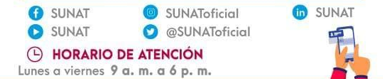 SUNAT SUNAToficial SUNAT
SUNAT @SUNAToficial
HORARIO DE ATENCIÓN
Lunes a viernes 9 a. m. a 6 p. m.